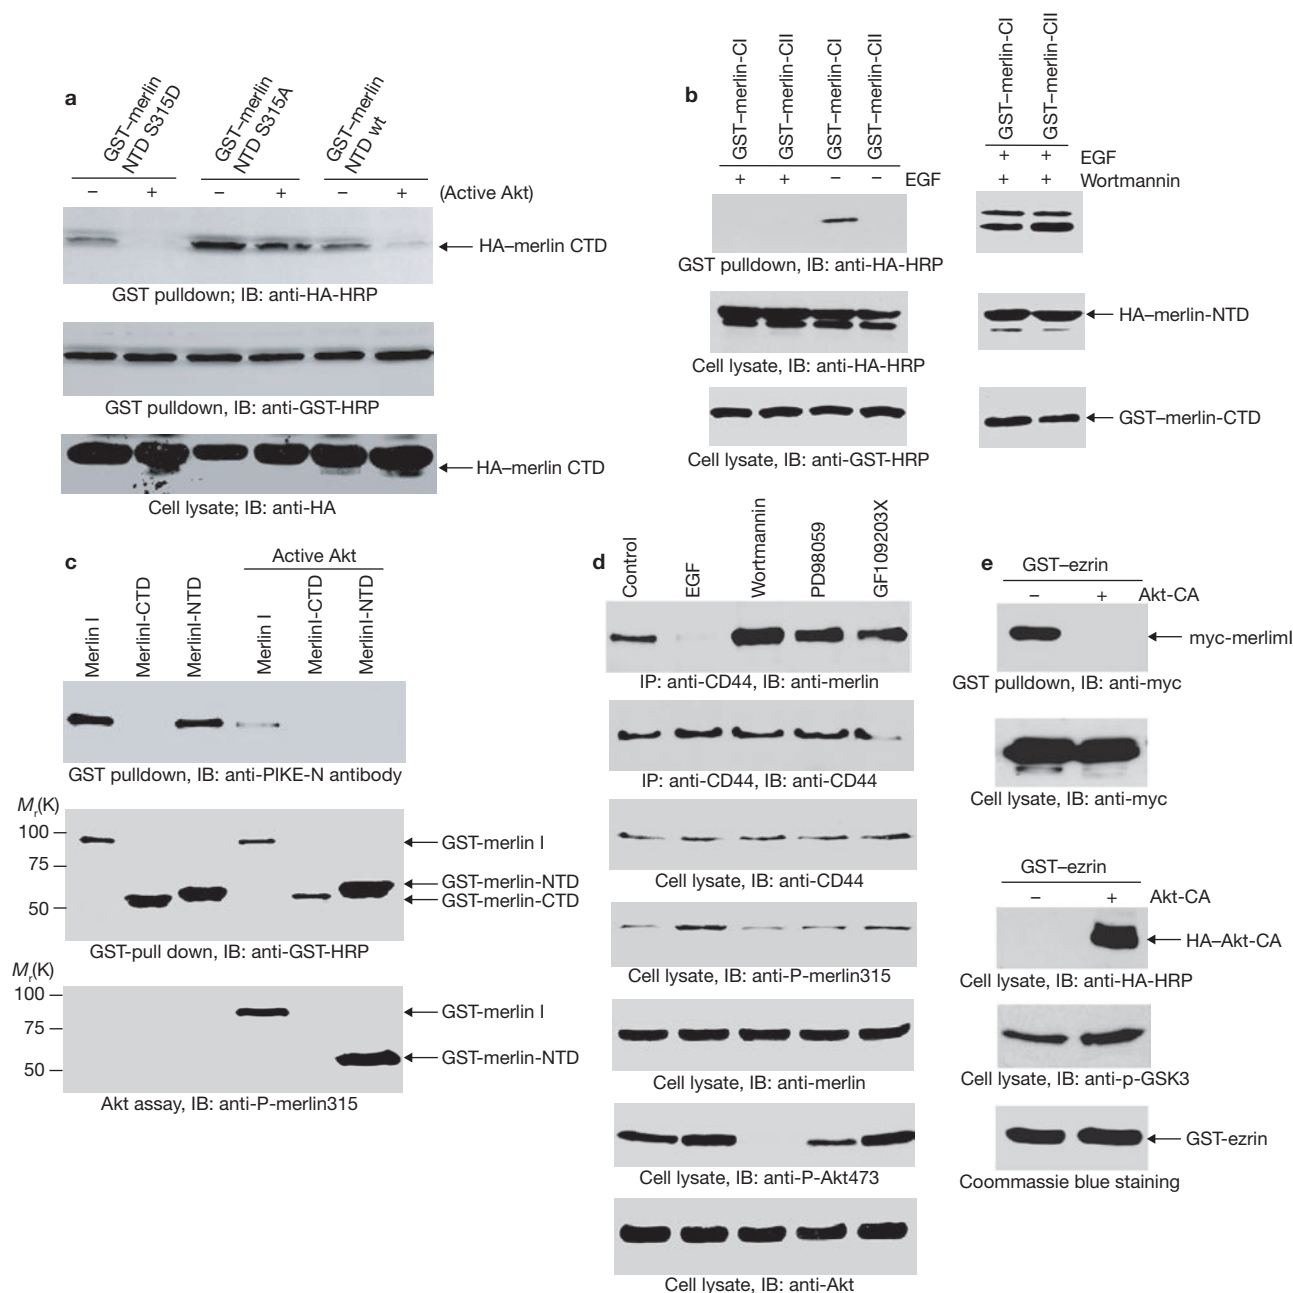 a
GST–merlin
NTD S315D
GST–merlin
NTD S315A
GST–merlin
NTD wt
− + − + − + (Active Akt)
HA–merlin CTD
GST pulldown; IB: anti-HA-HRP
GST pulldown, IB: anti-GST-HRP
HA–merlin CTD
Cell lysate; IB: anti-HA
b
GST–merlin-CI
GST–merlin-CII
GST–merlin-CI
GST–merlin-CII
+ + − − EGF
GST pulldown, IB: anti-HA-HRP
Cell lysate, IB: anti-HA-HRP
Cell lysate, IB: anti-GST-HRP
GST–merlin-CI
GST–merlin-CII
+ + EGF
+ + Wortmannin
HA–merlin-NTD
GST–merlin-CTD
c
Active Akt
Merlin I
MerlinI-CTD
MerlinI-NTD
Merlin I
MerlinI-CTD
MerlinI-NTD
GST pulldown, IB: anti-PIKE-N antibody
Mr(K)
100
75
50
GST-merlin I
GST-merlin-NTD
GST-merlin-CTD
GST-pull down, IB: anti-GST-HRP
Mr(K)
100
75
50
GST-merlin I
GST-merlin-NTD
Akt assay, IB: anti-P-merlin315
d
Control
EGF
Wortmannin
PD98059
GF109203X
IP: anti-CD44, IB: anti-merlin
IP: anti-CD44, IB: anti-CD44
Cell lysate, IB: anti-CD44
Cell lysate, IB: anti-P-merlin315
Cell lysate, IB: anti-merlin
Cell lysate, IB: anti-P-Akt473
Cell lysate, IB: anti-Akt
e
GST–ezrin
− + Akt-CA
myc-merlimI
GST pulldown, IB: anti-myc
Cell lysate, IB: anti-myc
GST–ezrin
− + Akt-CA
HA–Akt-CA
Cell lysate, IB: anti-HA-HRP
Cell lysate, IB: anti-p-GSK3
GST-ezrin
Coommassie blue staining